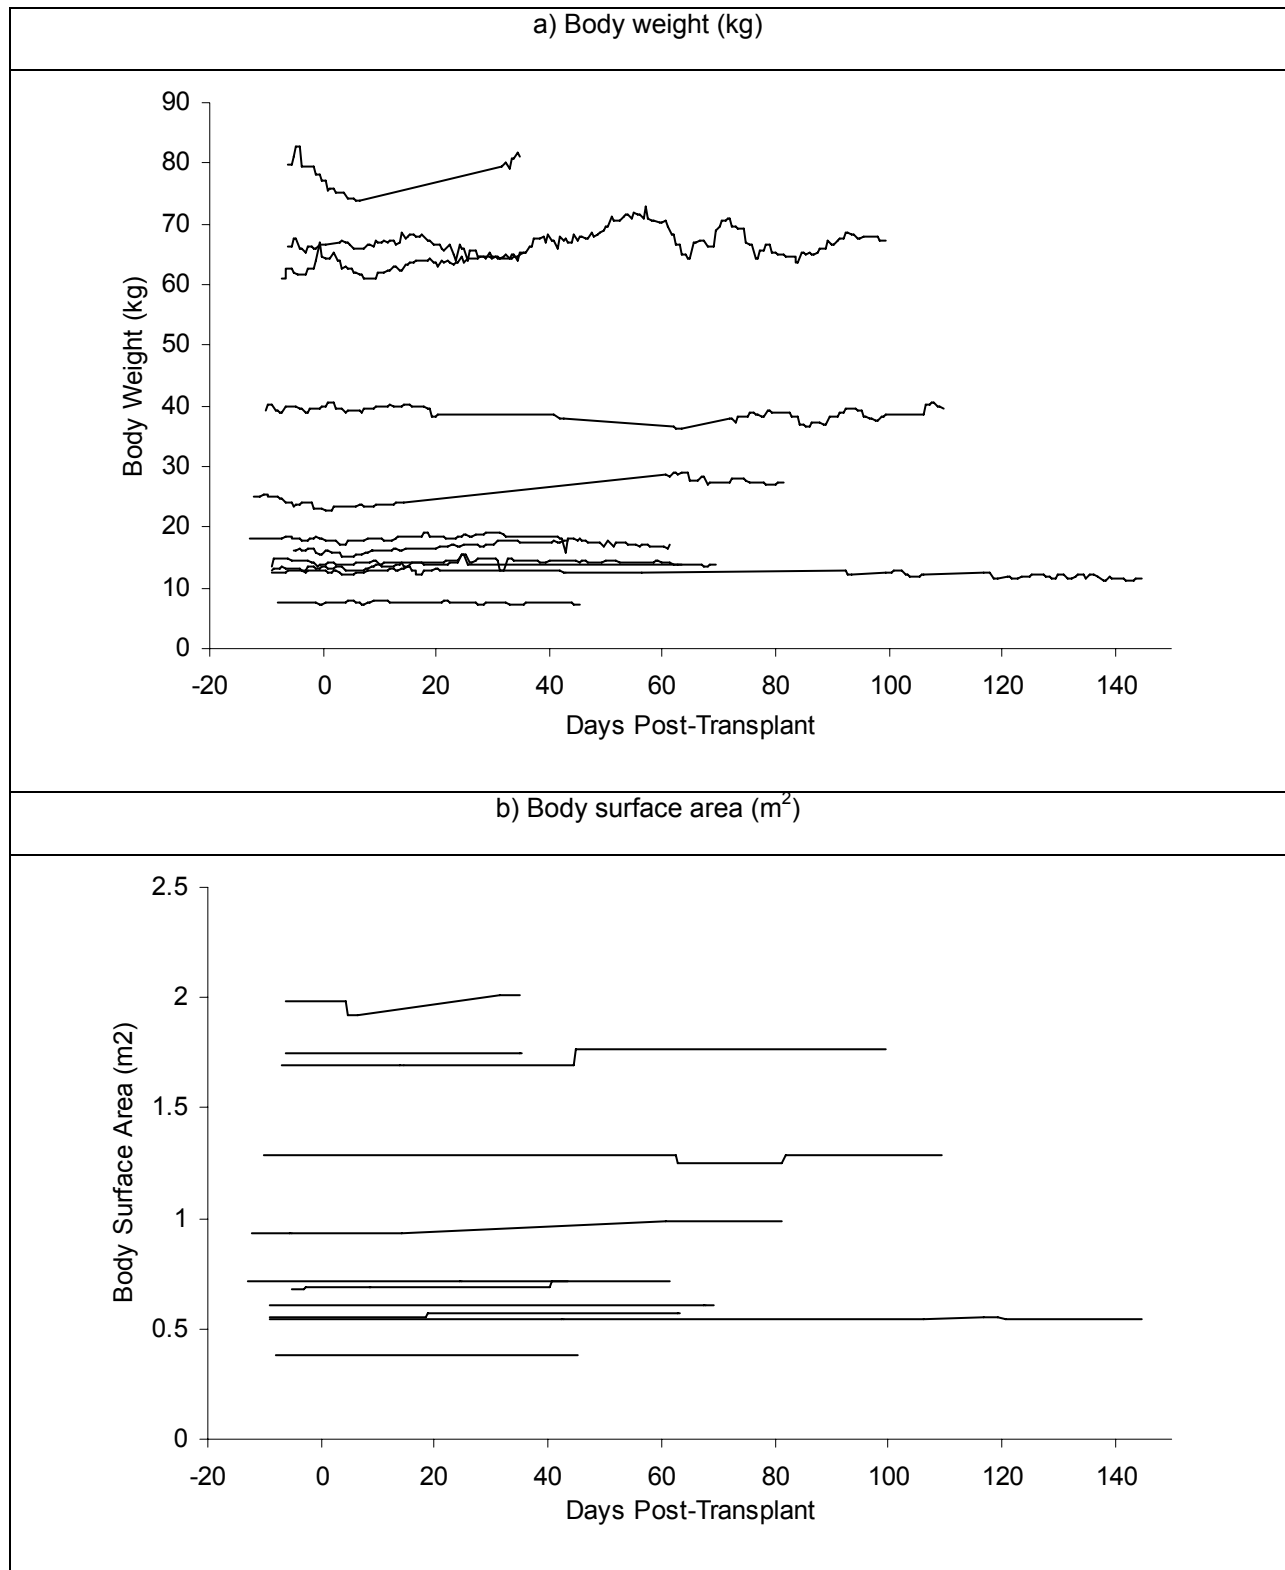 a) Body weight (kg)
90
80
70
60
50
40
30
20
10
0
Body Weight (kg)
-20 0 20 40 60 80 100 120 140
Days Post-Transplant
b) Body surface area (m²)
2.5
2
1.5
1
0.5
0
Body Surface Area (m2)
-20 0 20 40 60 80 100 120 140
Days Post-Transplant